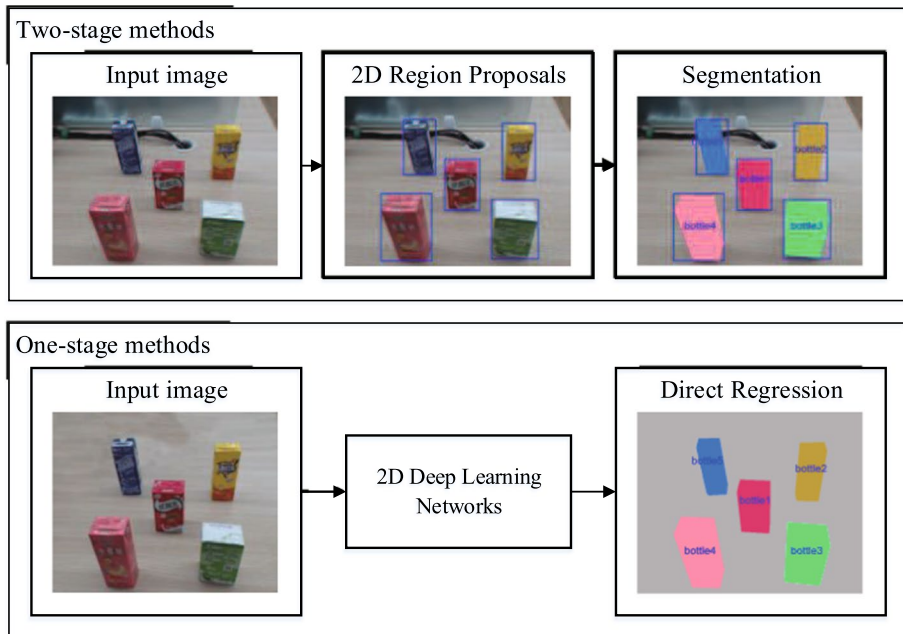 Two-stage methods
Input image
2D Region Proposals
Segmentation
bottle2
bottle4
bottle3
One-stage methods
Input image
2D Deep Learning
Networks
Direct Regression
bottle5
bottle2
bottle1
bottle4
bottle3